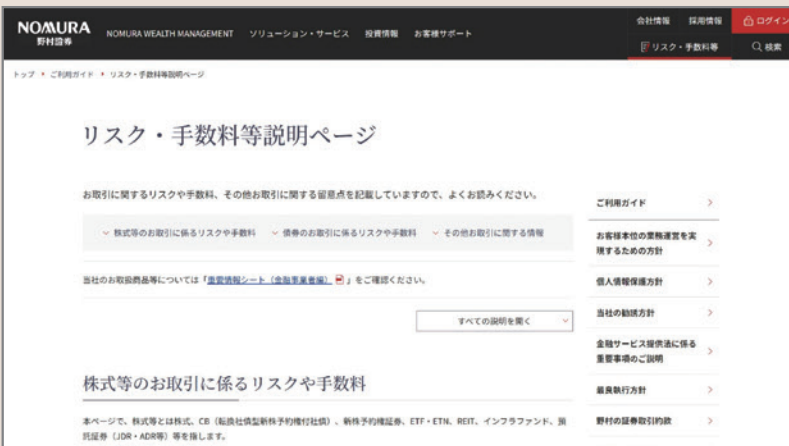 NOMURA
野村證券
NOMURA WEALTH MANAGEMENT ソリューション・サービス 投資情報 お客様サポート
会社情報 採用情報 ログイン
リスク・手数料等 検索
トップ ご利用ガイド リスク・手数料等説明ページ
リスク・手数料等説明ページ
お取引に関するリスクや手数料、その他お取引に関する留意点を記載していますので、よくお読みください。
株式等のお取引に係るリスクや手数料 債券のお取引に係るリスクや手数料 その他お取引に関する情報
当社のお取扱商品等については「重要情報シート（金融事業者編）」をご確認ください。
すべての説明を開く
株式等のお取引に係るリスクや手数料
本ページで、株式等とは株式、CB（転換社債型新株予約権付社債）、新株予約権証券、ETF・ETN、REIT、インフラファンド、預
託証券（JDR・ADR等）等を指します。
ご利用ガイド
お客様本位の業務運営を実
現するための方針
個人情報保護方針
当社の勧誘方針
金融サービス提供法に係る
重要事項のご説明
最良執行方針
野村の証券取引約款